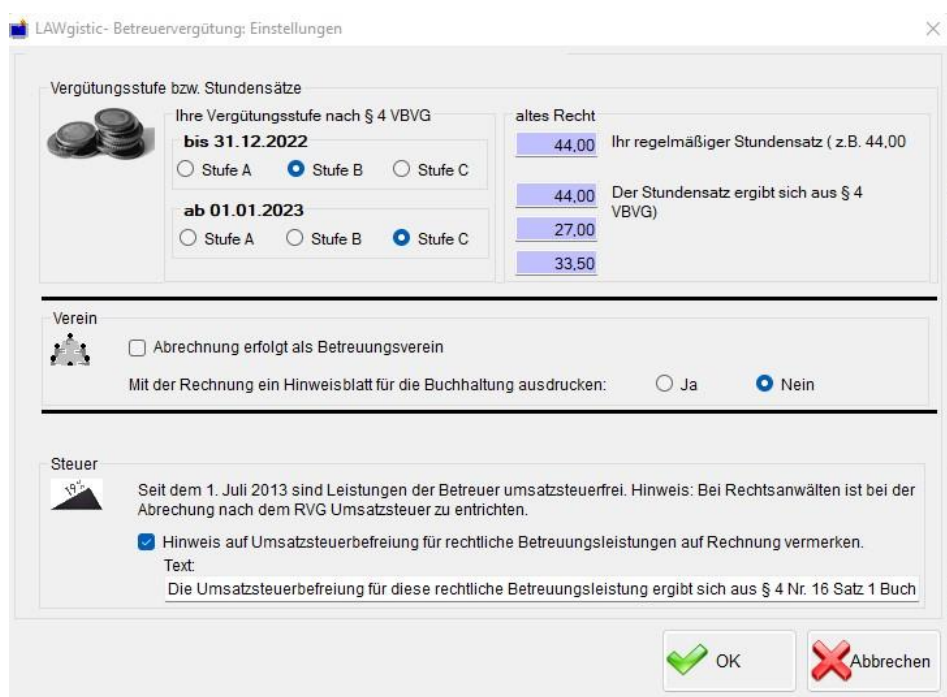 LAWgistic- Betreuervergütung: Einstellungen
Vergütungsstufe bzw. Stundensätze
Ihre Vergütungsstufe nach § 4 VBVG
bis 31.12.2022
Stufe A Stufe B Stufe C
ab 01.01.2023
Stufe A Stufe B Stufe C
altes Recht
44,00 Ihr regelmäßiger Stundensatz ( z.B. 44,00
44,00 Der Stundensatz ergibt sich aus § 4
VBVG)
27,00
33,50
Verein
Abrechnung erfolgt als Betreuungsverein
Mit der Rechnung ein Hinweisblatt für die Buchhaltung ausdrucken: Ja Nein
Steuer
19%
Seit dem 1. Juli 2013 sind Leistungen der Betreuer umsatzsteuerfrei. Hinweis: Bei Rechtsanwälten ist bei der
Abrechung nach dem RVG Umsatzsteuer zu entrichten.
Hinweis auf Umsatzsteuerbefreiung für rechtliche Betreuungsleistungen auf Rechnung vermerken.
Text:
Die Umsatzsteuerbefreiung für diese rechtliche Betreuungsleistung ergibt sich aus § 4 Nr. 16 Satz 1 Buch
OK Abbrechen